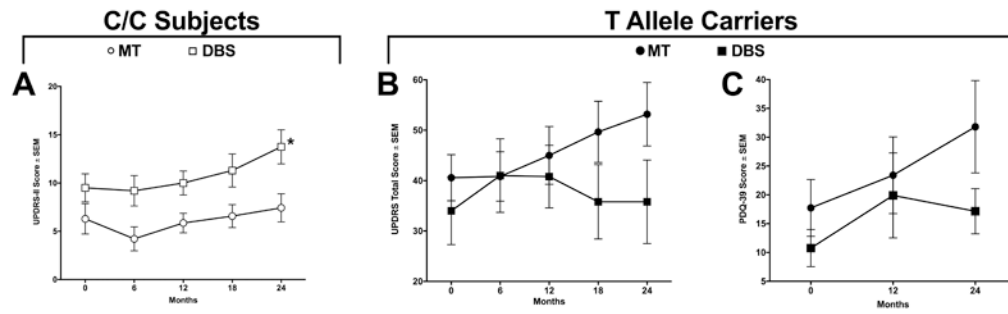 C/C Subjects
MT DBS
A
UPDRS-II Score ± SEM
20
15
10
5
0
0 6 12 18 24
*
Months
T Allele Carriers
MT DBS
B
UPDRS Total Score ± SEM
60
50
40
30
20
0 6 12 18 24
Months
C
PDQ-39 Score ± SEM
40
35
30
25
20
15
10
5
0 12 24
Months